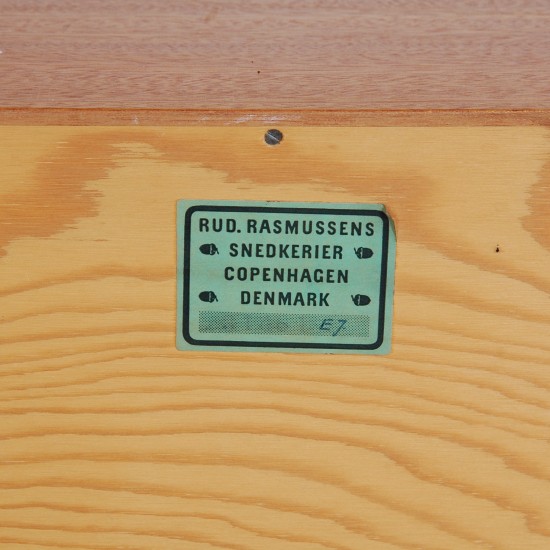 RUD. RASMUSSENS
SNEDKERIER
COPENHAGEN
DENMARK
E7